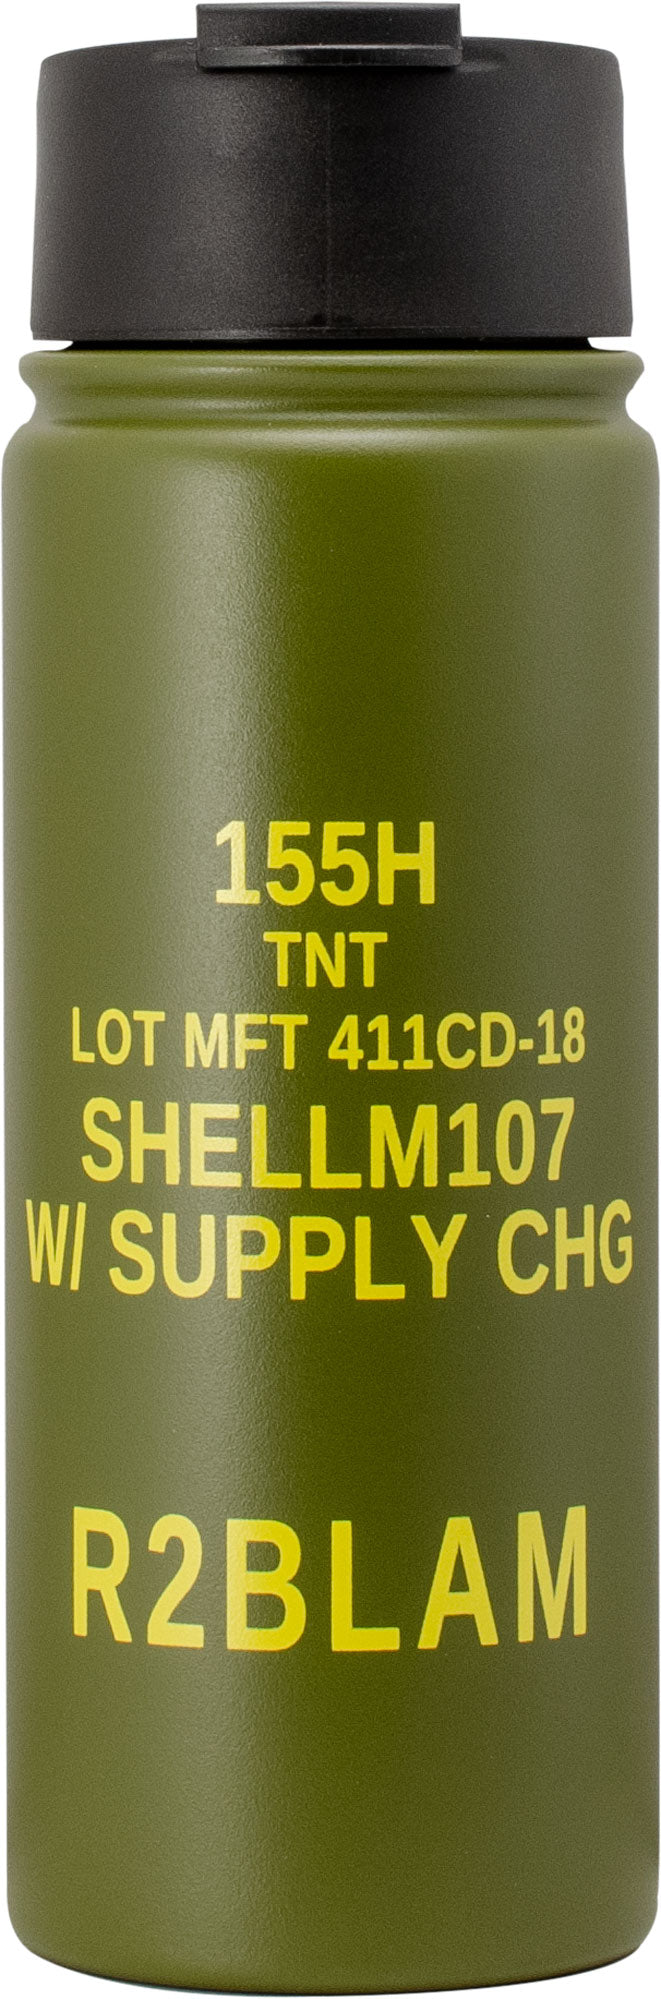 155H
TNT
LOT MFT 411CD-18
SHELLM107
W/ SUPPLY CHG
R2BLAM